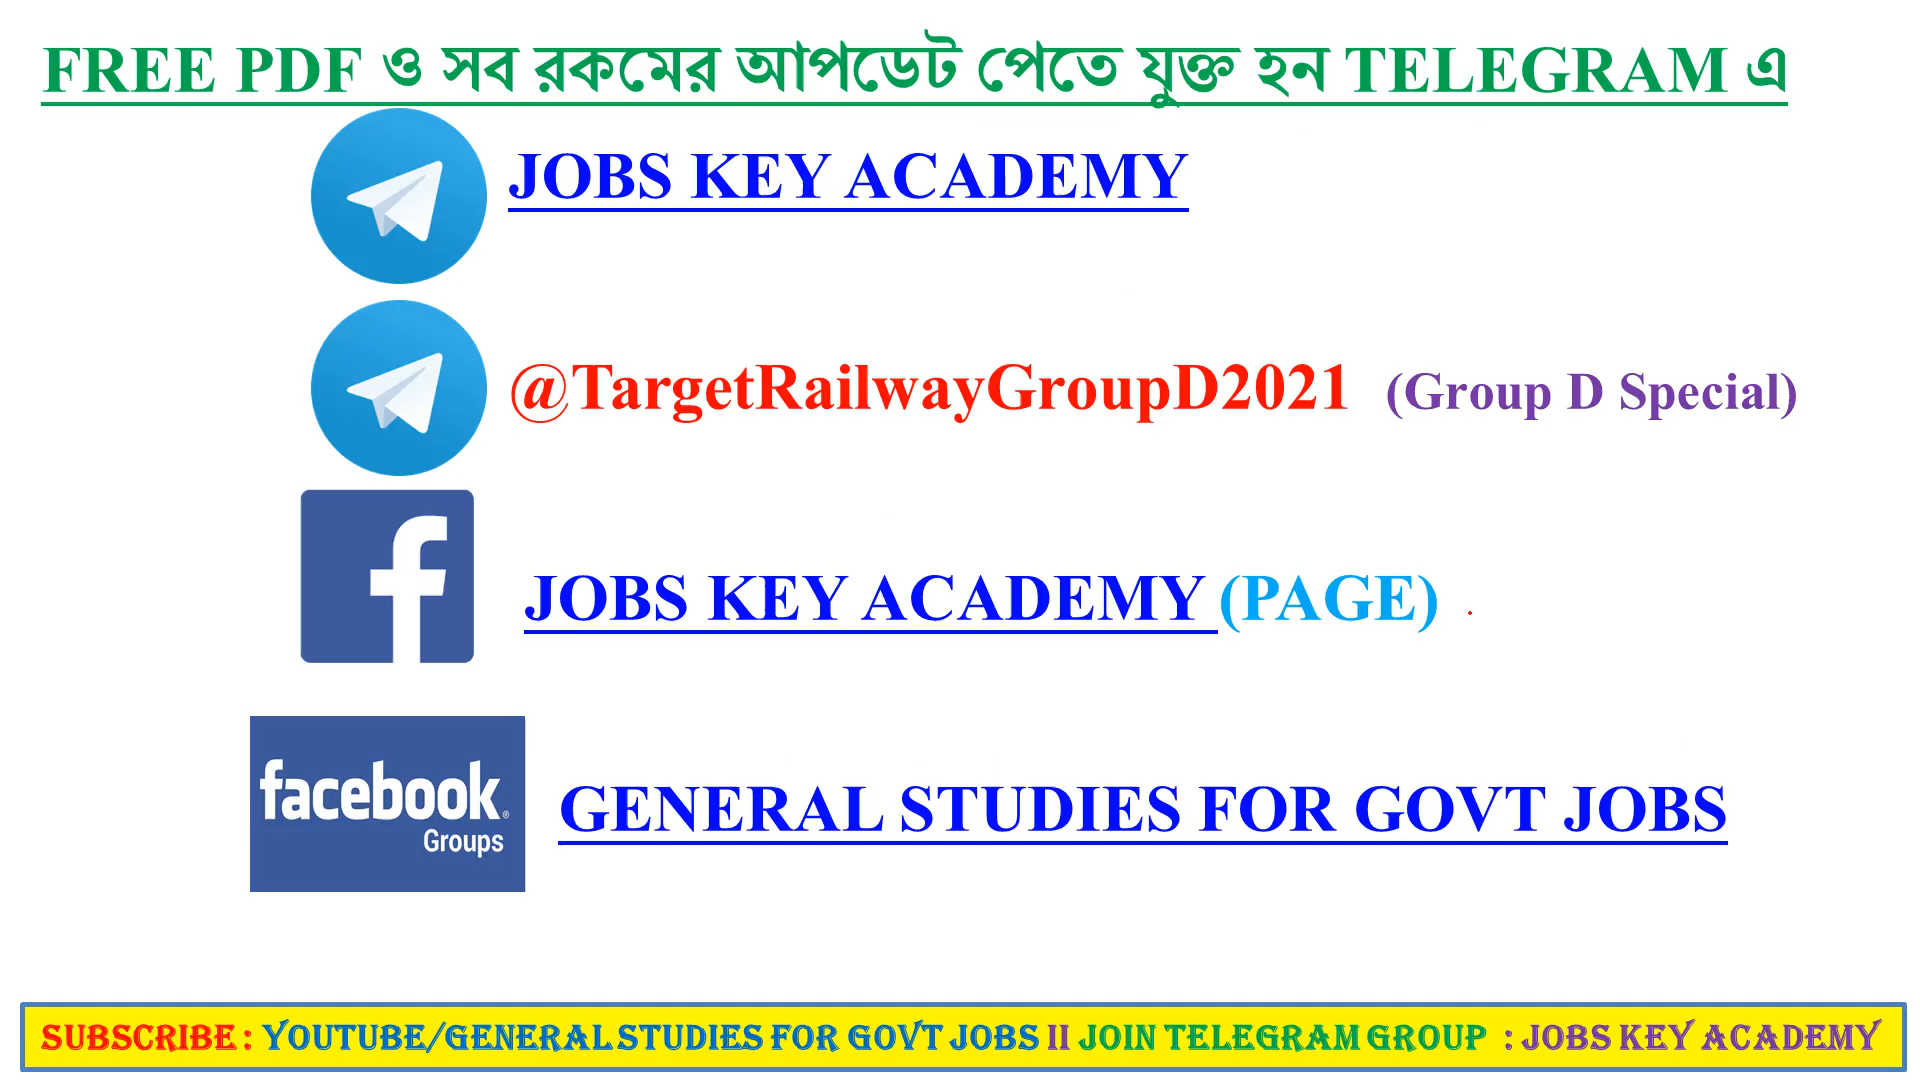 FREE PDF ও সব রকমের আপডেট পেতে যুক্ত হন TELEGRAM এ
JOBS KEY ACADEMY
@TargetRailwayGroupD2021 (Group D Special)
f
JOBS KEY ACADEMY (PAGE)
facebook®
Groups
GENERAL STUDIES FOR GOVT JOBS
SUBSCRIBE : YOUTUBE/GENERAL STUDIES FOR GOVT JOBS II JOIN TELEGRAM GROUP : JOBS KEY ACADEMY